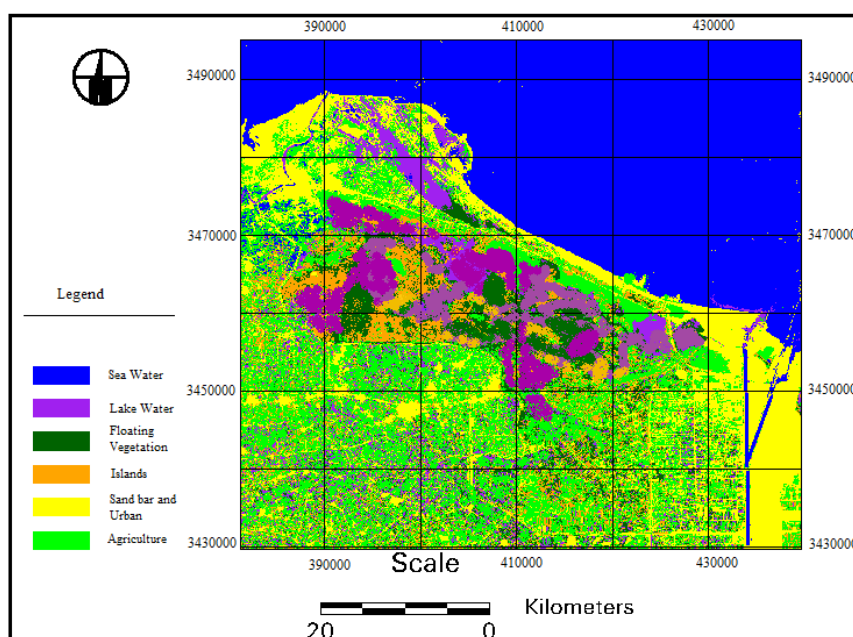 390000 410000 430000
3490000 3490000
3470000 3470000
Legend
Sea Water
Lake Water
Floating
Vegetation
Islands
Sand bar and
Urban
Agriculture
3450000 3450000
3430000 3430000
390000 410000 430000
Scale
Kilometers
20 0